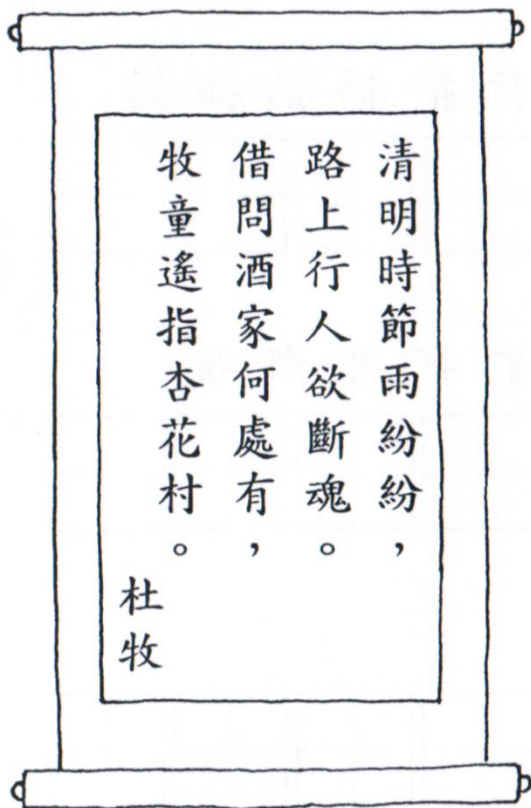 清明時節雨紛紛，
路上行人欲斷魂。
借問酒家何處有，
牧童遙指杏花村。
杜牧